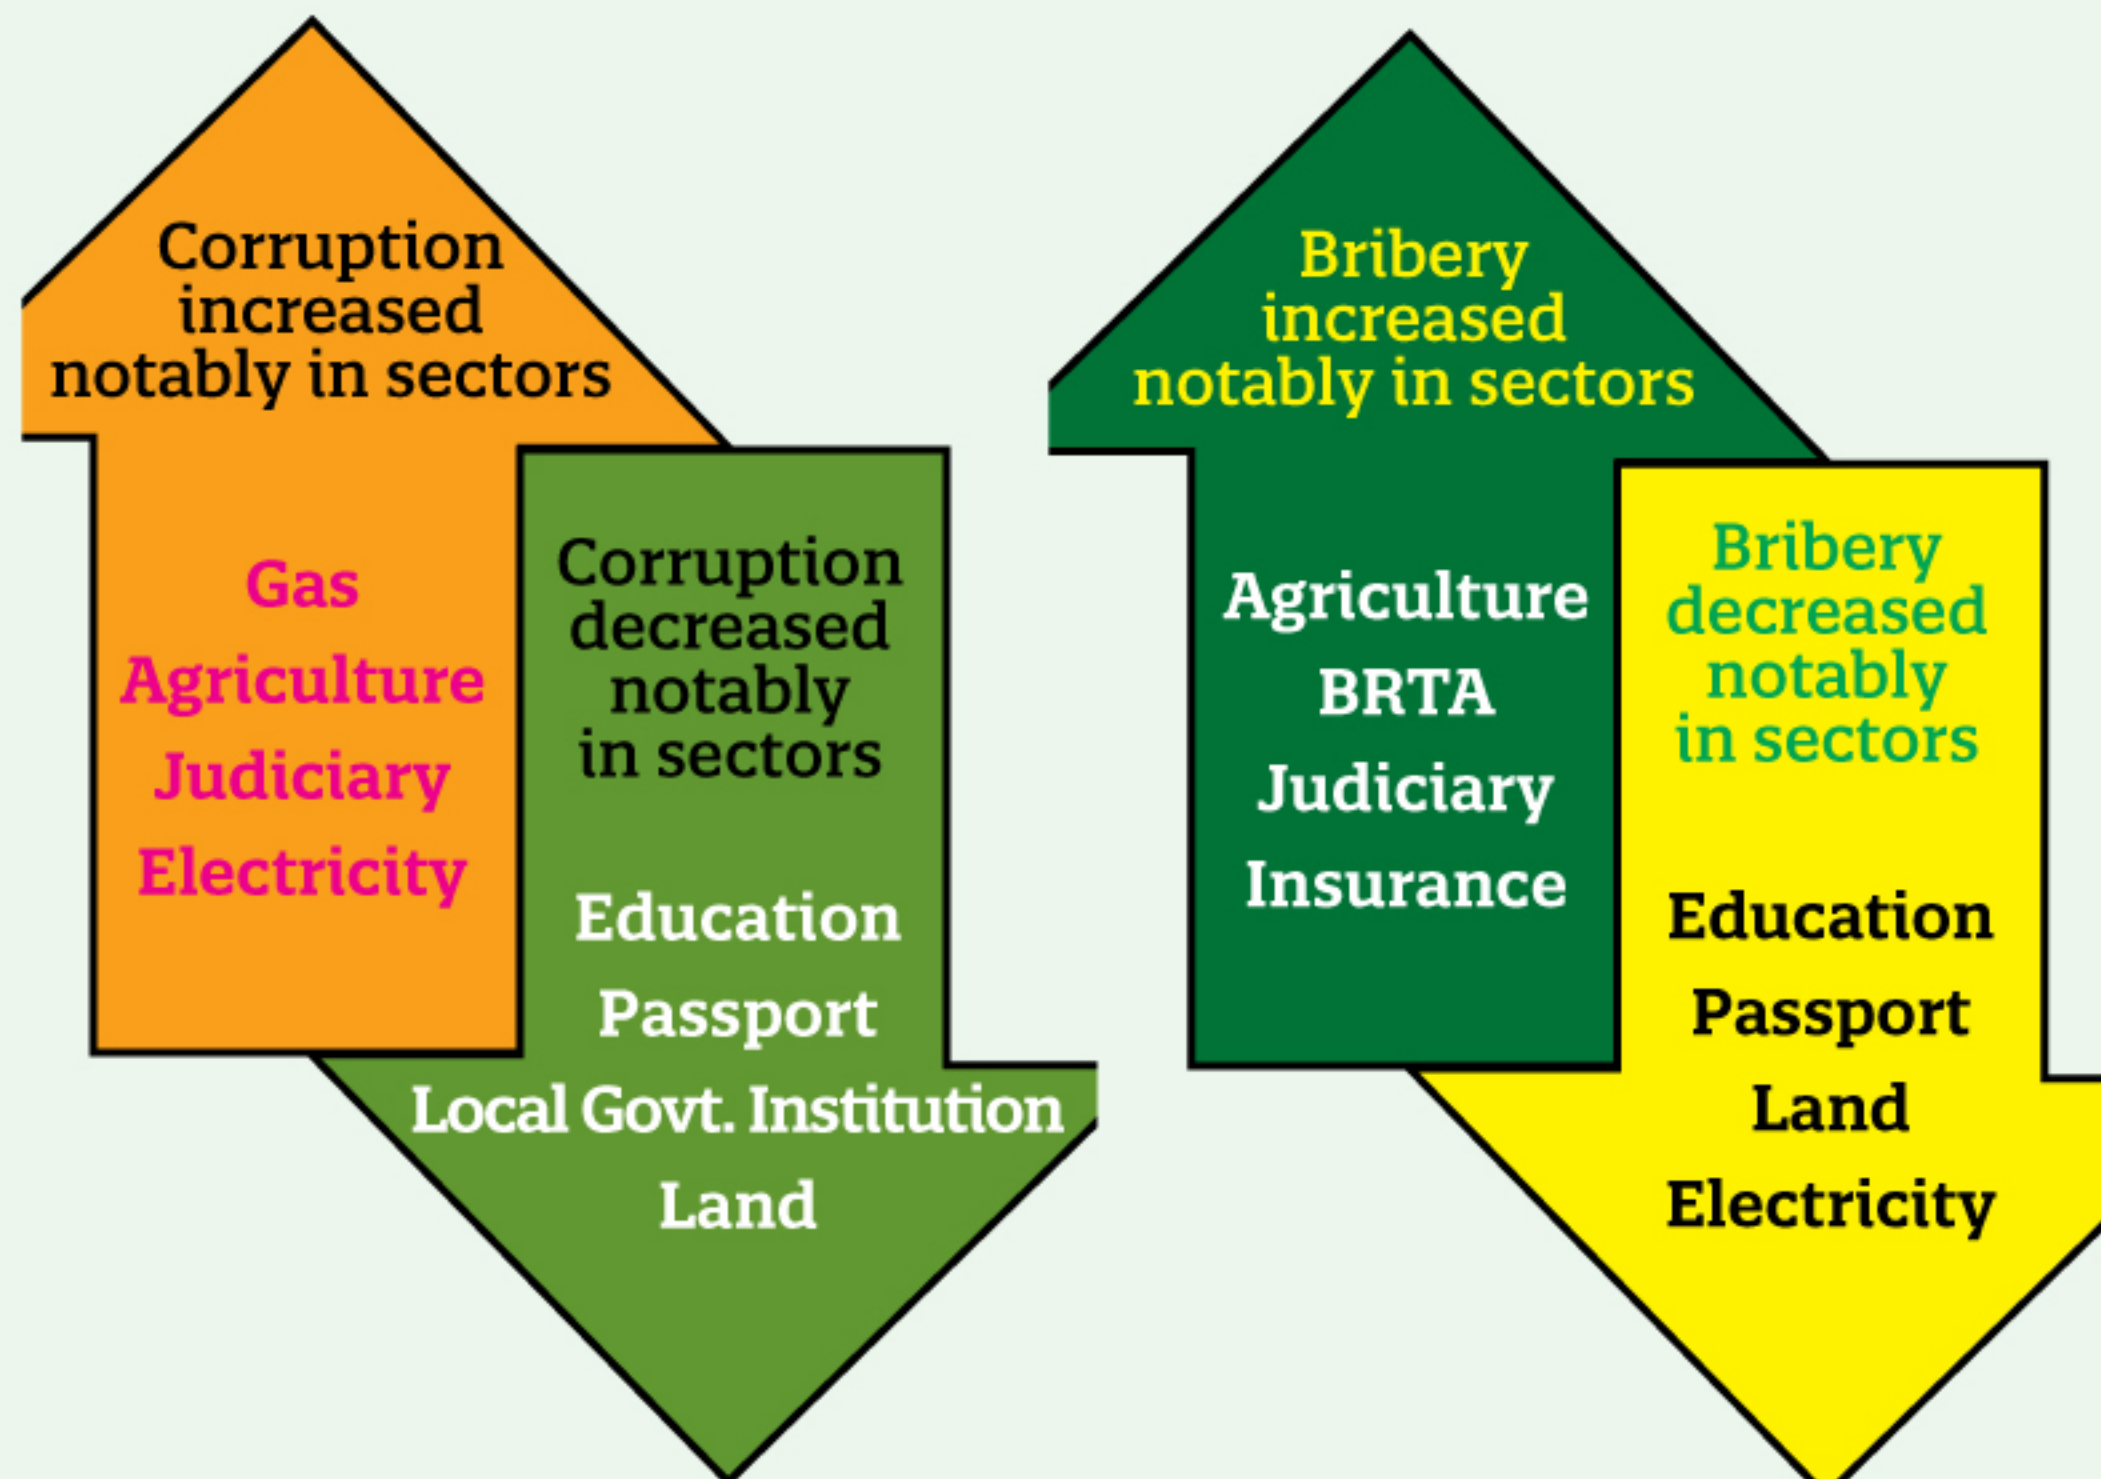 Corruption
increased
notably in sectors
Gas
Agriculture
Judiciary
Electricity
Corruption
decreased
notably
in sectors
Education
Passport
Local Govt. Institution
Land
Bribery
increased
notably in sectors
Agriculture
BRTA
Judiciary
Insurance
Bribery
decreased
notably
in sectors
Education
Passport
Land
Electricity